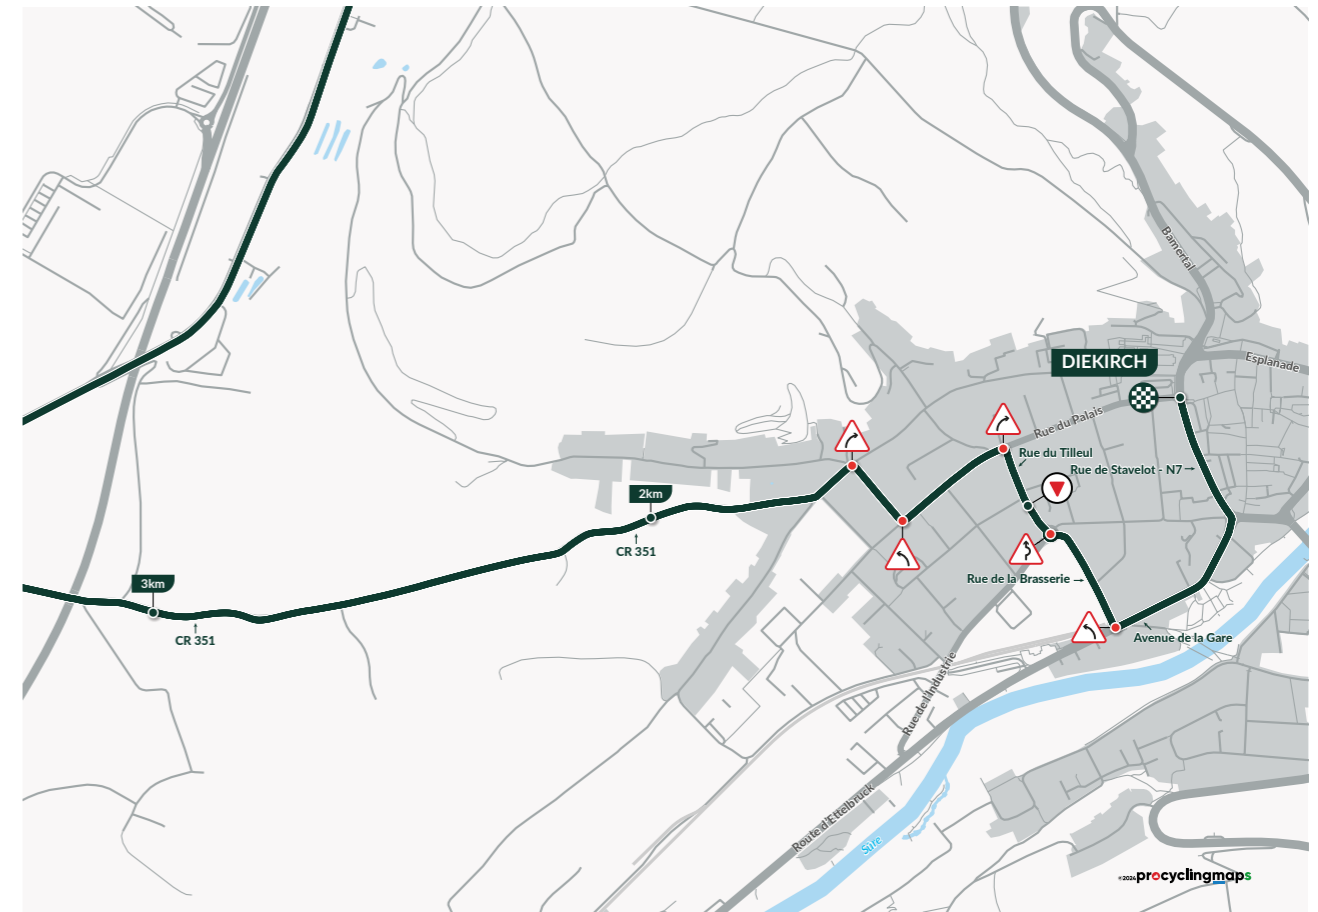 Bamertal
DIEKIRCH
Esplanade
Rue du Palais
Rue du Tilleul
Rue de Stavelot - N7
2km
CR 351
3km
CR 351
Rue de la Brasserie
Avenue de la Gare
Rue de l'Industrie
Route d'Ettelbruck
Sûre
©2024 procyclingmaps